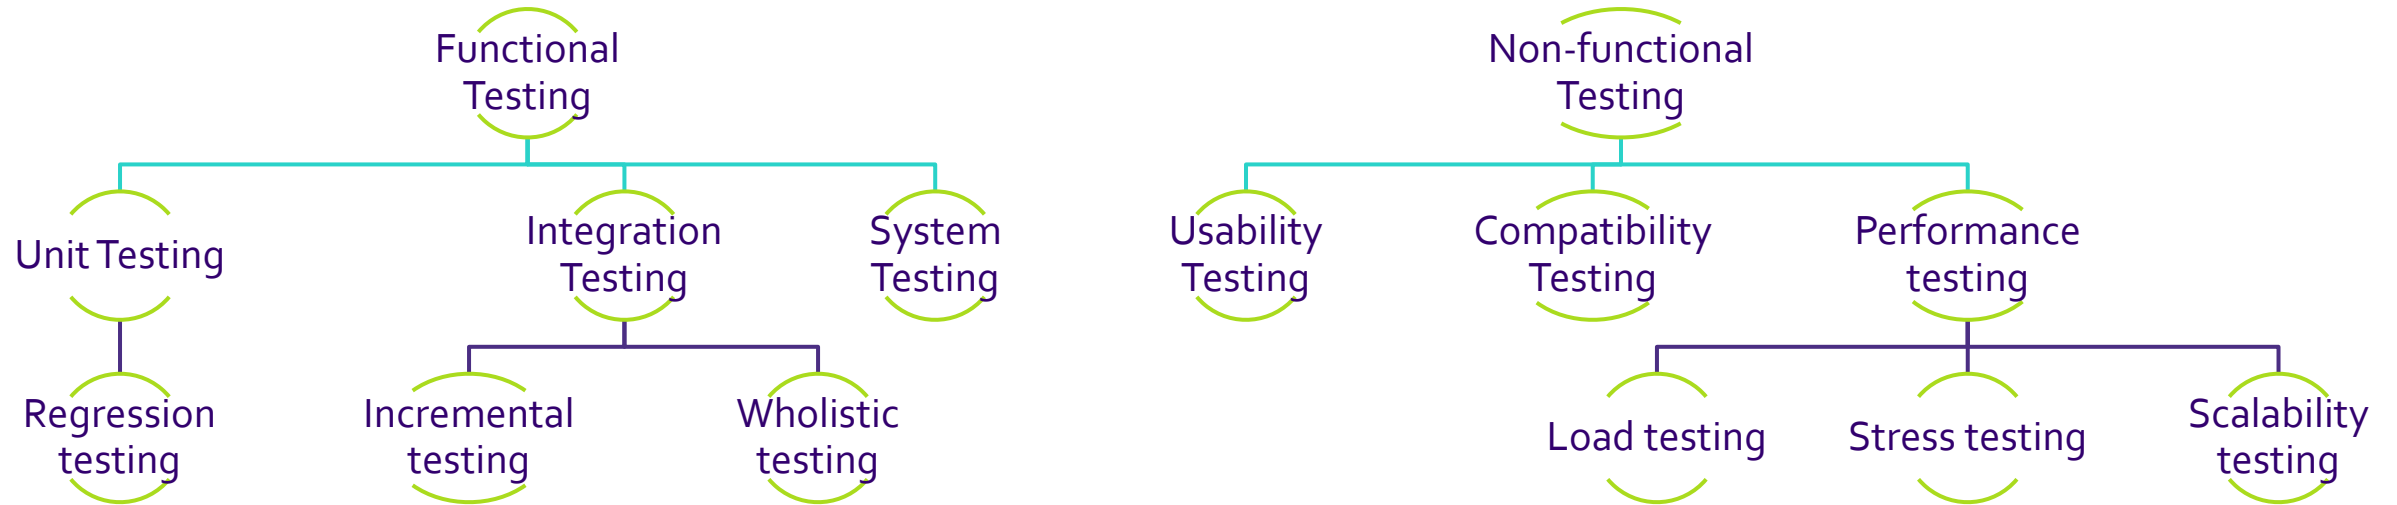 Functional
Testing
Non-functional
Testing
Unit Testing
Integration
Testing
System
Testing
Usability
Testing
Compatibility
Testing
Performance
testing
Regression
testing
Incremental
testing
Wholistic
testing
Load testing
Stress testing
Scalability
testing